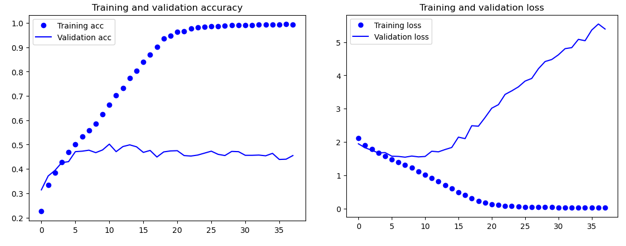 Training and validation accuracy
1.0
0.9
0.8
0.7
0.6
0.5
0.4
0.3
0.2
Training acc
Validation acc
0 5 10 15 20 25 30 35
Training and validation loss
5
4
3
2
1
0
Training loss
Validation loss
0 5 10 15 20 25 30 35